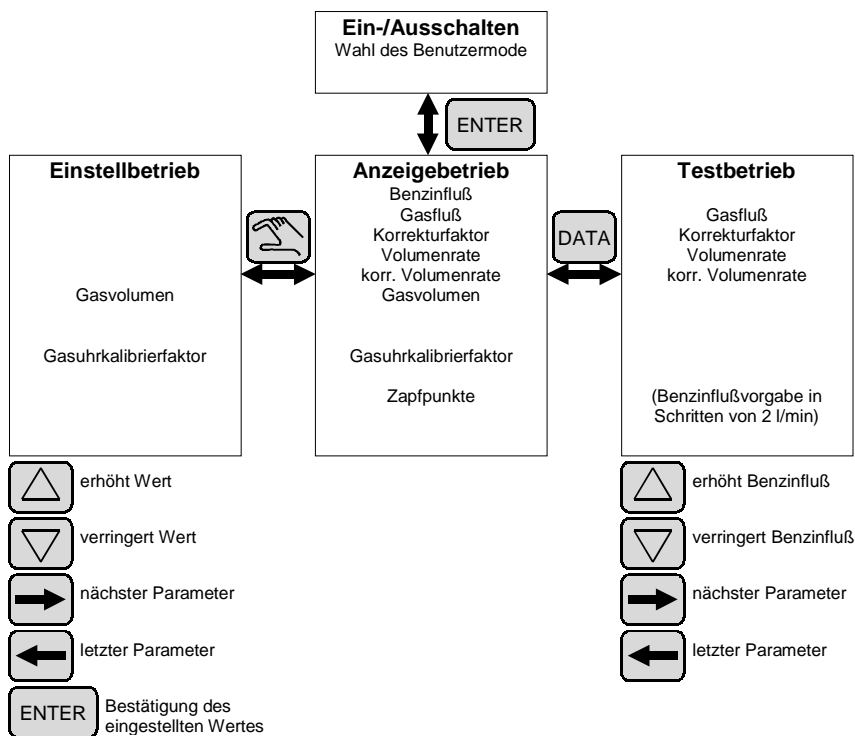 Ein-/Ausschalten
Wahl des Benutzermode
ENTER
Einstellbetrieb
Gasvolumen
Gasuhrkalibrierfaktor
Anzeigebetrieb
Benzinfluß
Gasfluß
Korrekturfaktor
Volumenrate
korr. Volumenrate
Gasvolumen
Gasuhrkalibrierfaktor
Zapfpunkte
DATA
Testbetrieb
Gasfluß
Korrekturfaktor
Volumenrate
korr. Volumenrate
(Benzinflußvorgabe in
Schritten von 2 l/min)
erhöht Wert
verringert Wert
nächster Parameter
letzter Parameter
ENTER
Bestätigung des
eingestellten Wertes
erhöht Benzinfluß
verringert Benzinfluß
nächster Parameter
letzter Parameter